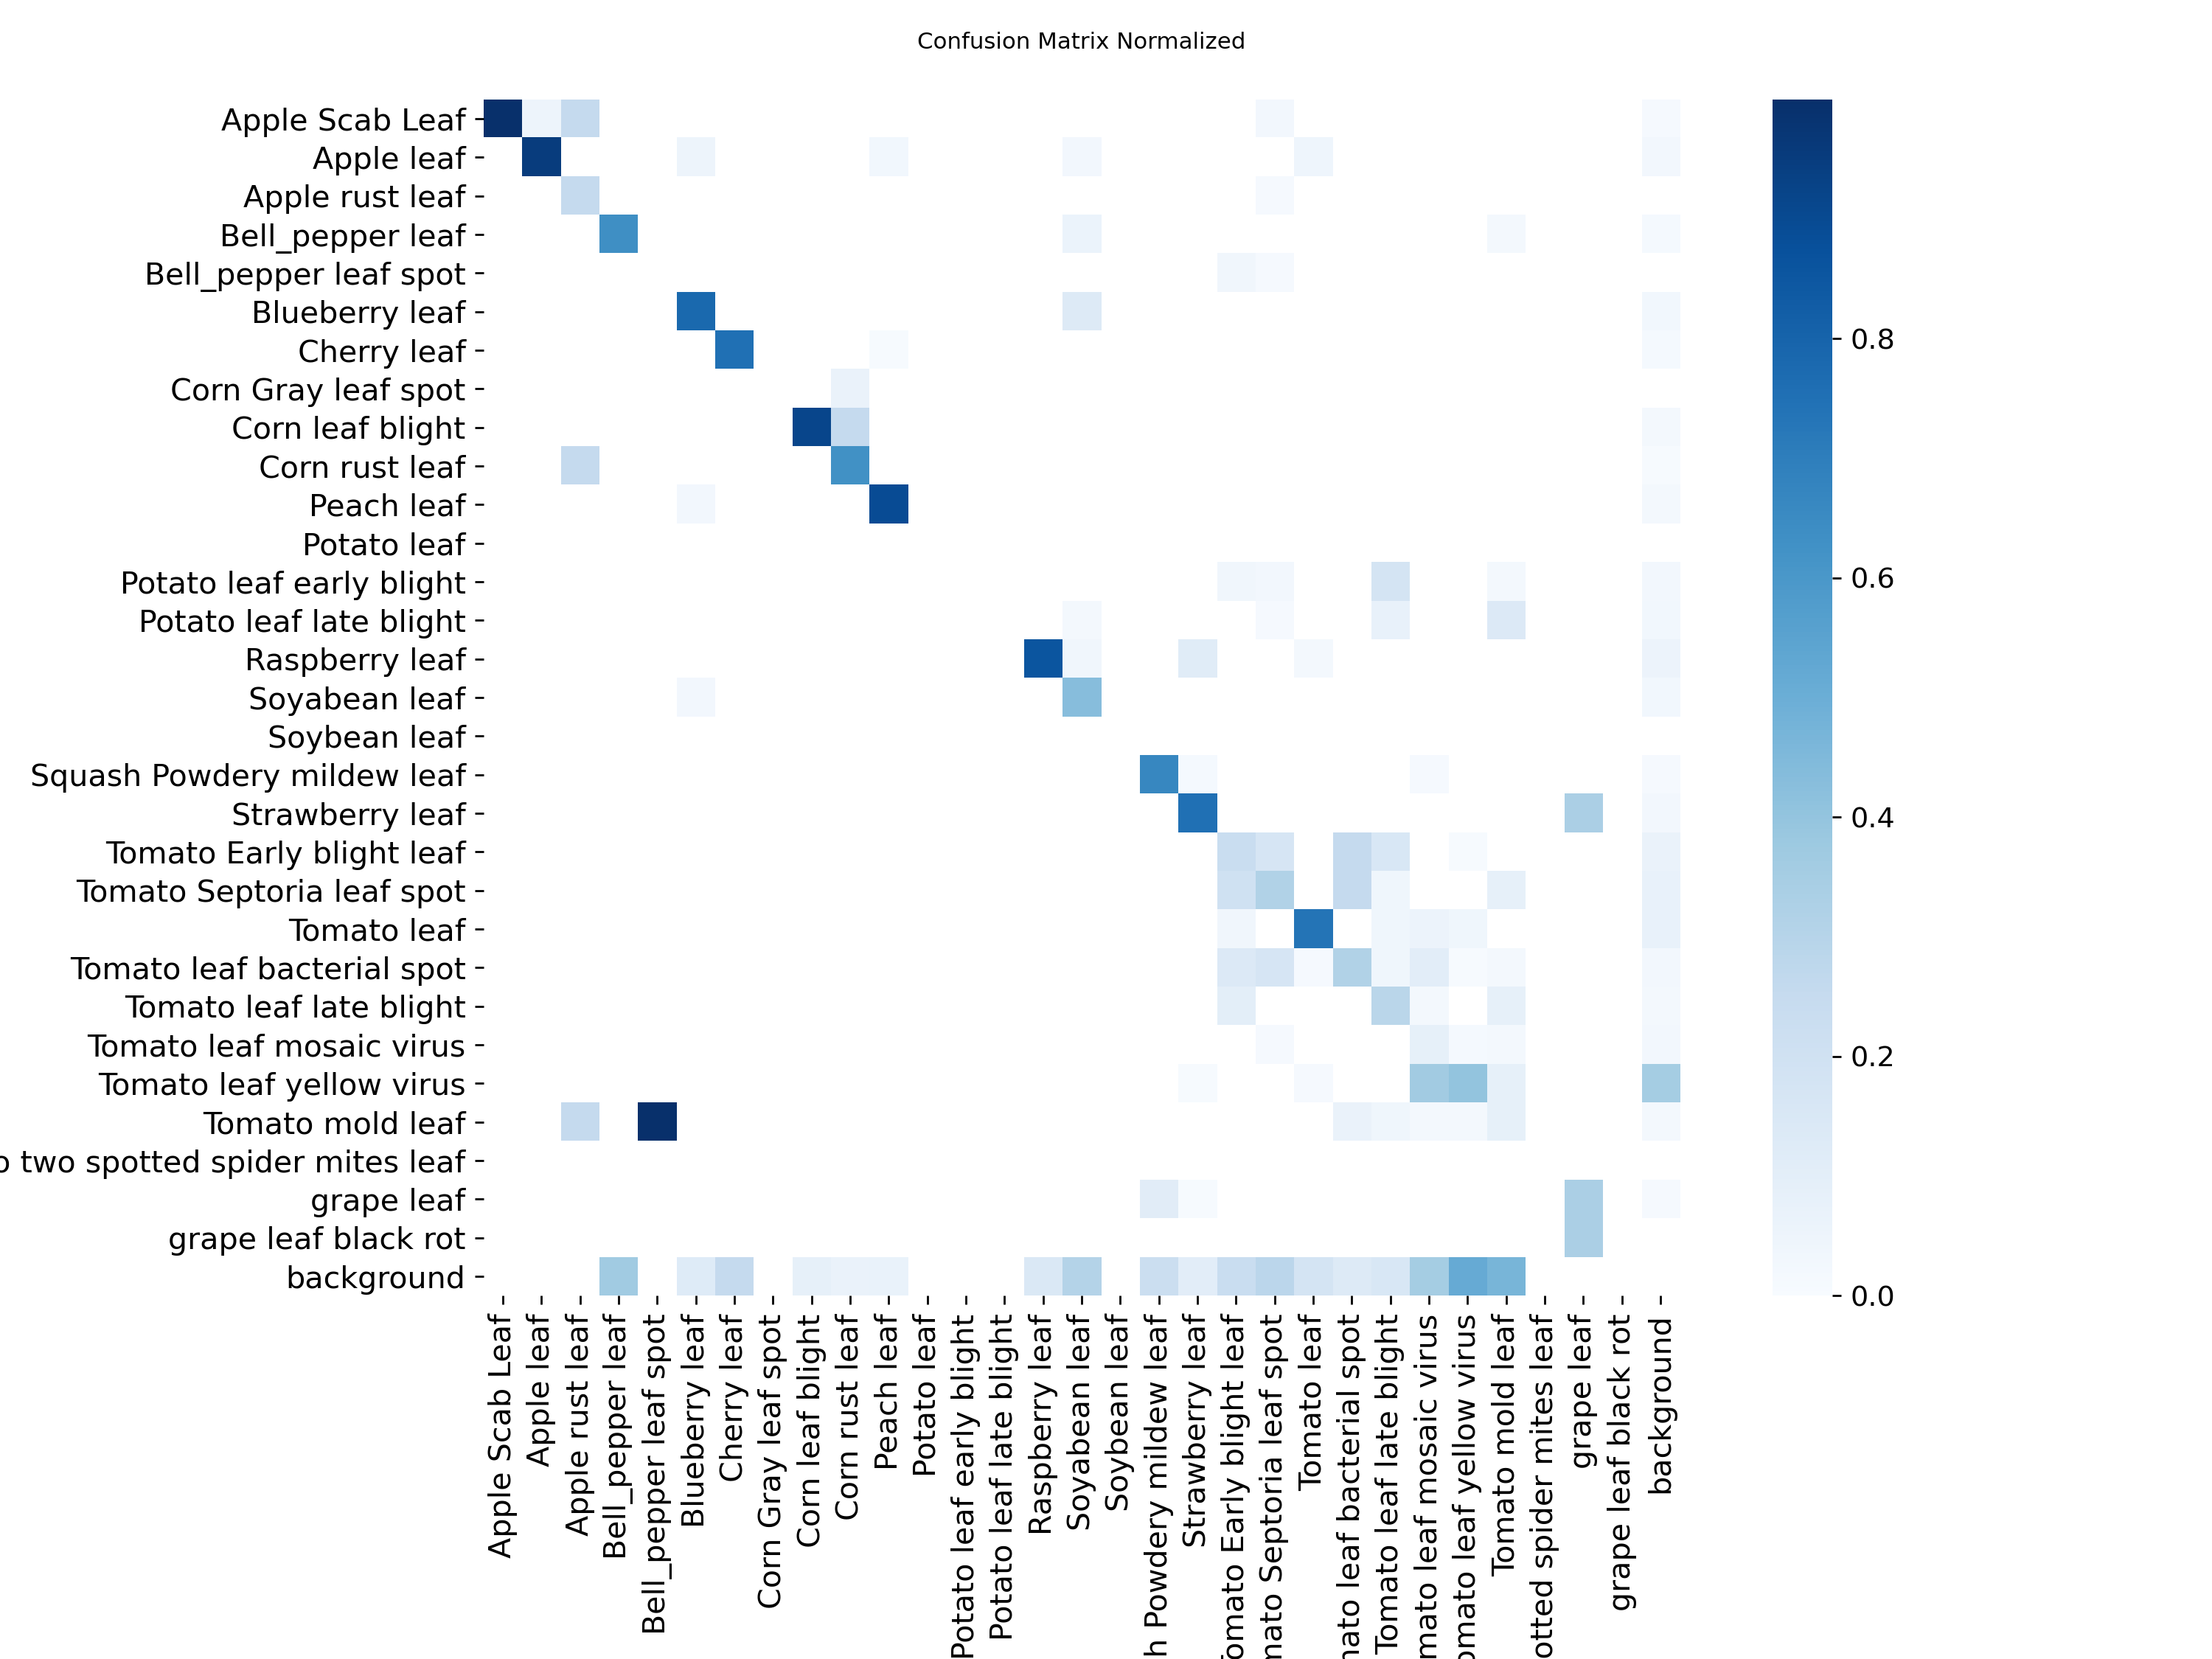 Confusion Matrix Normalized
Apple Scab Leaf
Apple leaf
Apple rust leaf
Bell_pepper leaf
Bell_pepper leaf spot
Blueberry leaf
Cherry leaf
Corn Gray leaf spot
Corn leaf blight
Corn rust leaf
Peach leaf
Potato leaf
Potato leaf early blight
Potato leaf late blight
Raspberry leaf
Soyabean leaf
Soybean leaf
Squash Powdery mildew leaf
Strawberry leaf
Tomato Early blight leaf
Tomato Septoria leaf spot
Tomato leaf
Tomato leaf bacterial spot
Tomato leaf late blight
Tomato leaf mosaic virus
Tomato leaf yellow virus
Tomato mold leaf
o two spotted spider mites leaf
grape leaf
grape leaf black rot
background
Apple Scab Leaf
Apple leaf
Apple rust leaf
Bell_pepper leaf
Bell_pepper leaf spot
Blueberry leaf
Cherry leaf
Corn Gray leaf spot
Corn leaf blight
Corn rust leaf
Peach leaf
Potato leaf
Potato leaf early blight
Potato leaf late blight
Raspberry leaf
Soyabean leaf
Soybean leaf
h Powdery mildew leaf
Strawberry leaf
Tomato Early blight leaf
mato Septoria leaf spot
Tomato leaf
mato leaf bacterial spot
Tomato leaf late blight
mato leaf mosaic virus
omato leaf yellow virus
Tomato mold leaf
otted spider mites leaf
grape leaf
grape leaf black rot
background
0.8
0.6
0.4
0.2
0.0